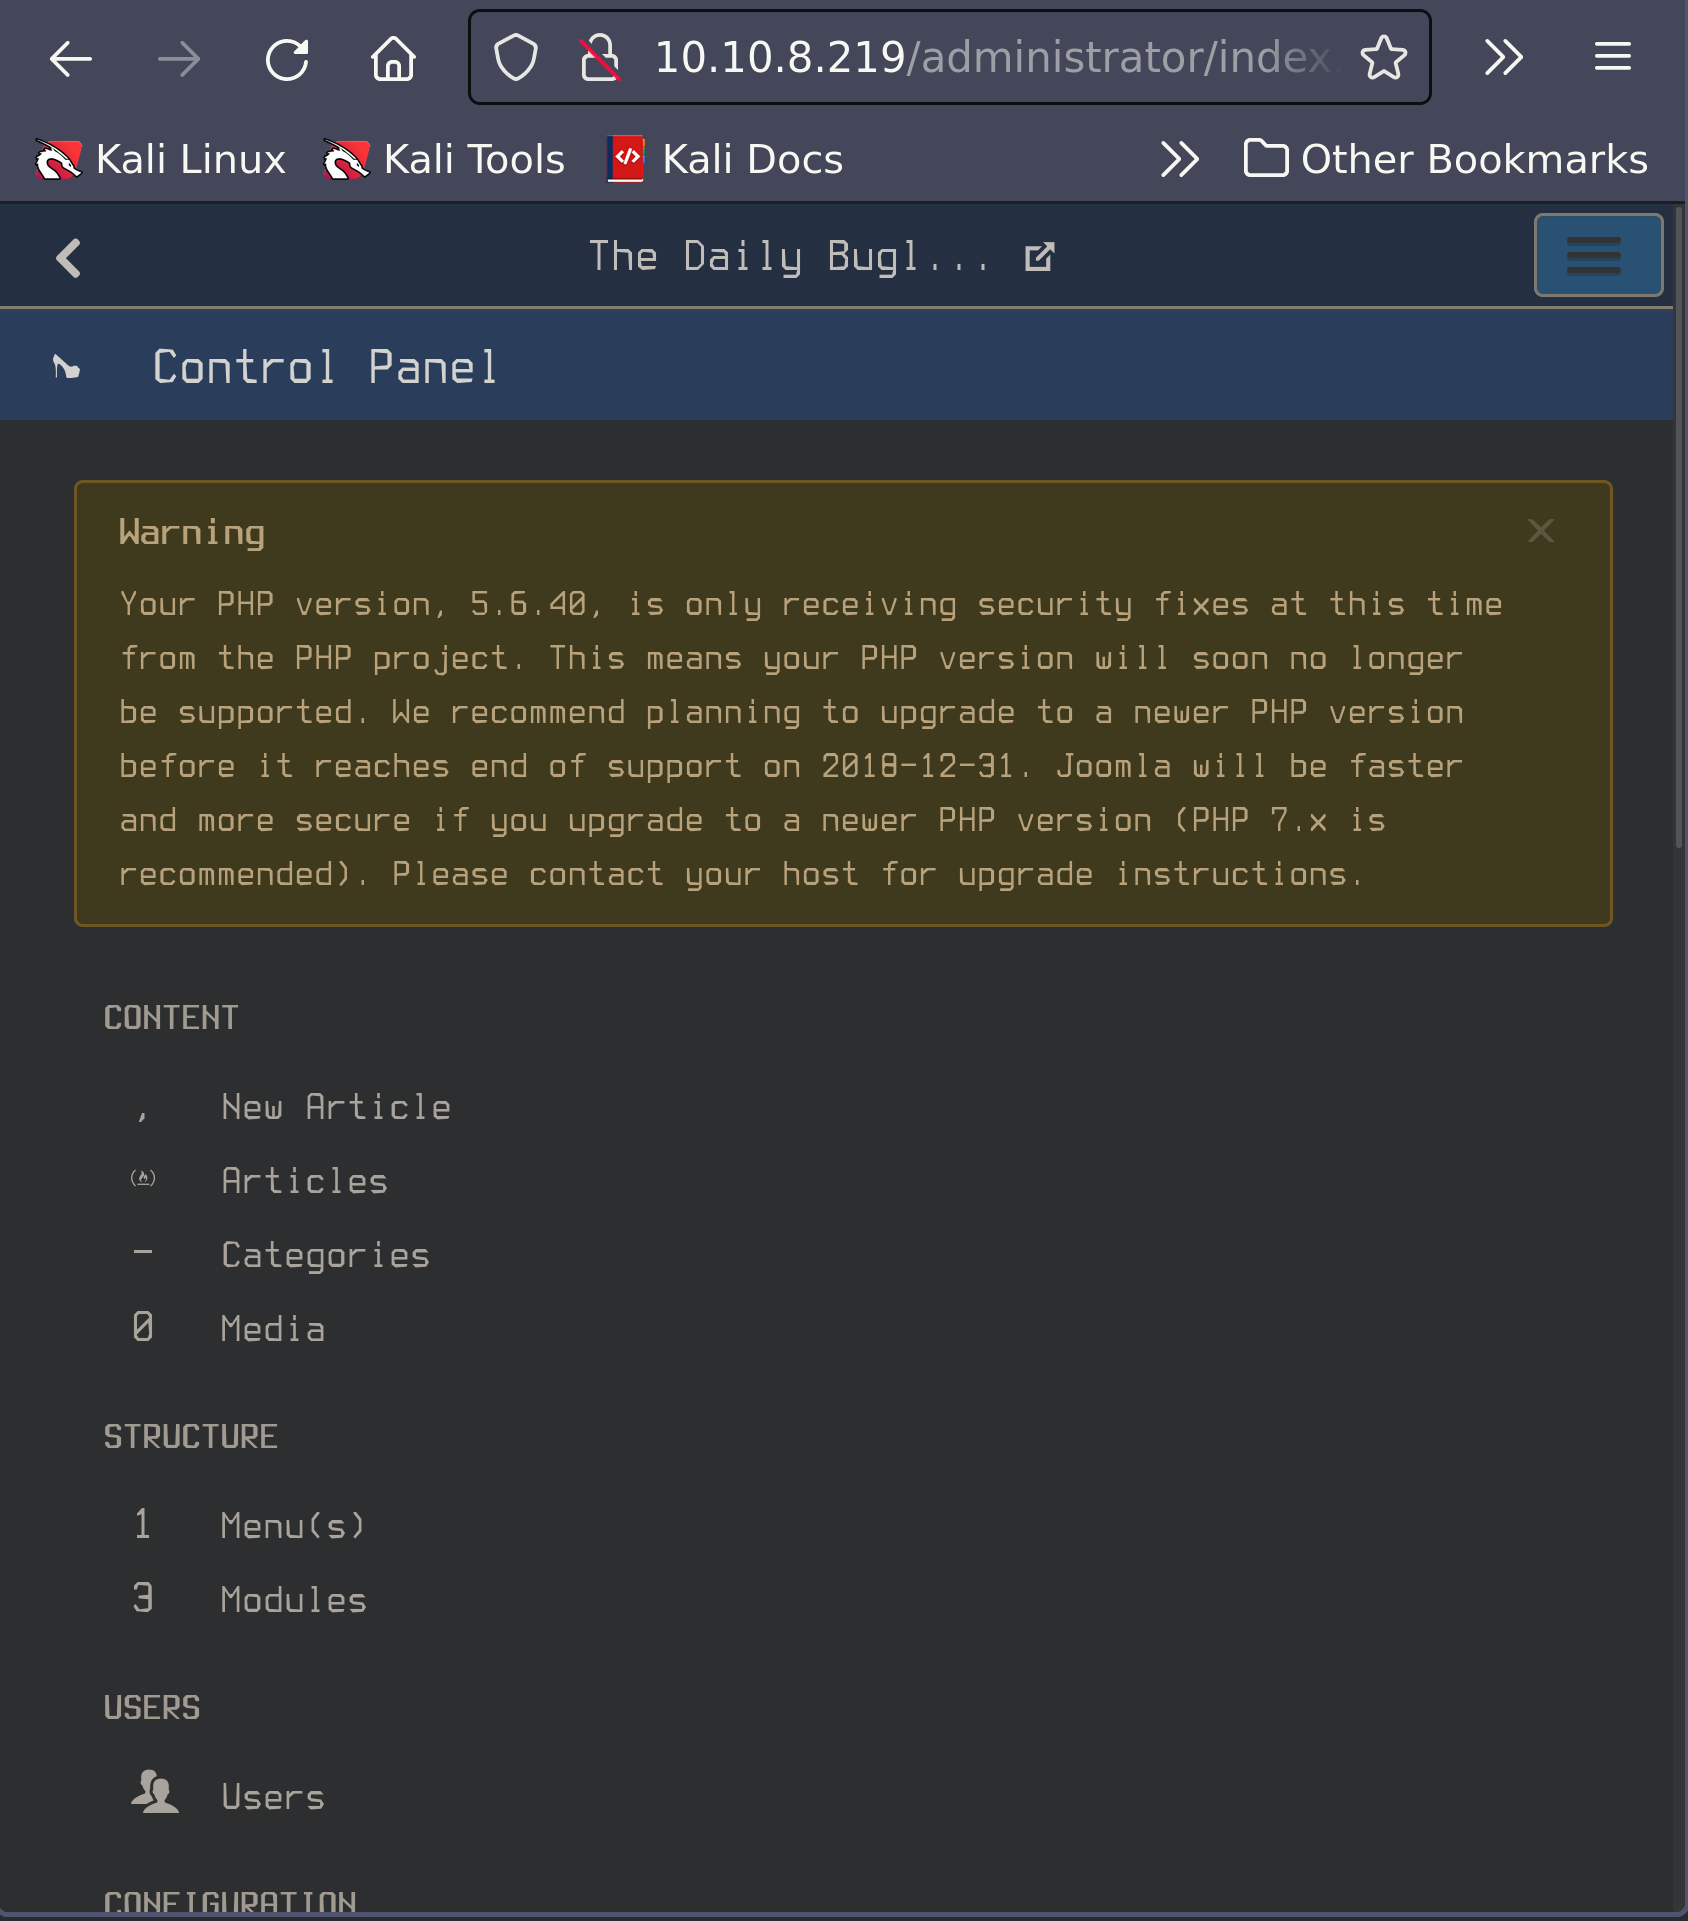 10.10.8.219/administrator/index.
Kali Linux Kali Tools Kali Docs Other Bookmarks
The Daily Bugl...
Control Panel
Warning
Your PHP version, 5.6.40, is only receiving security fixes at this time
from the PHP project. This means your PHP version will soon no longer
be supported. We recommend planning to upgrade to a newer PHP version
before it reaches end of support on 2018-12-31. Joomla will be faster
and more secure if you upgrade to a newer PHP version (PHP 7.x is
recommended). Please contact your host for upgrade instructions.
CONTENT
, New Article
Articles
- Categories
0 Media
STRUCTURE
1 Menu(s)
3 Modules
USERS
Users
CONFIGURATION